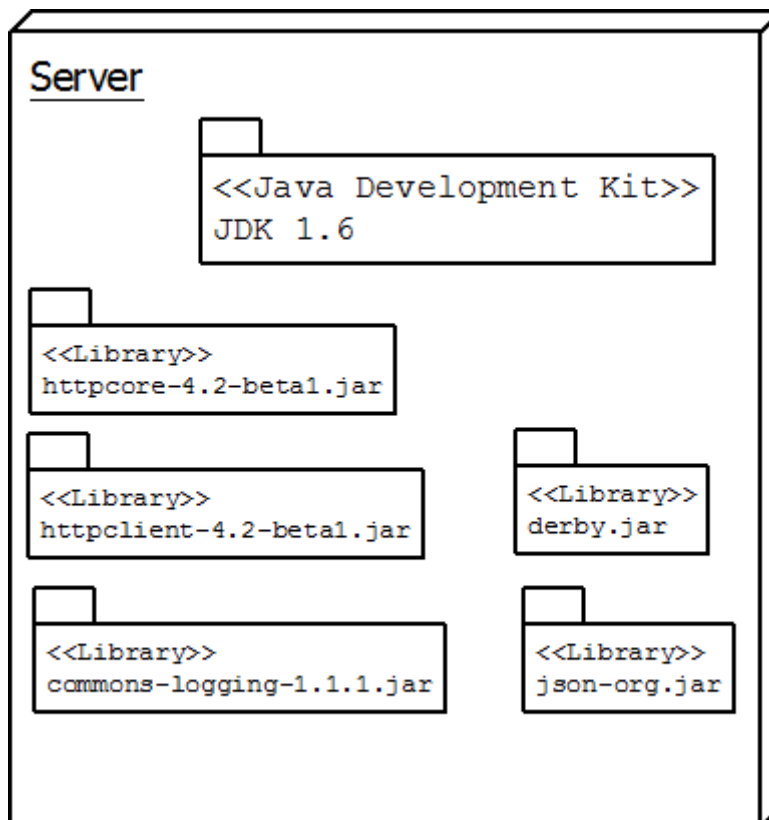 Server
<<Java Development Kit>>
JDK 1.6
<<Library>>
httpcore-4.2-beta1.jar
<<Library>>
httpclient-4.2-beta1.jar
<<Library>>
derby.jar
<<Library>>
commons-logging-1.1.1.jar
<<Library>>
json-org.jar